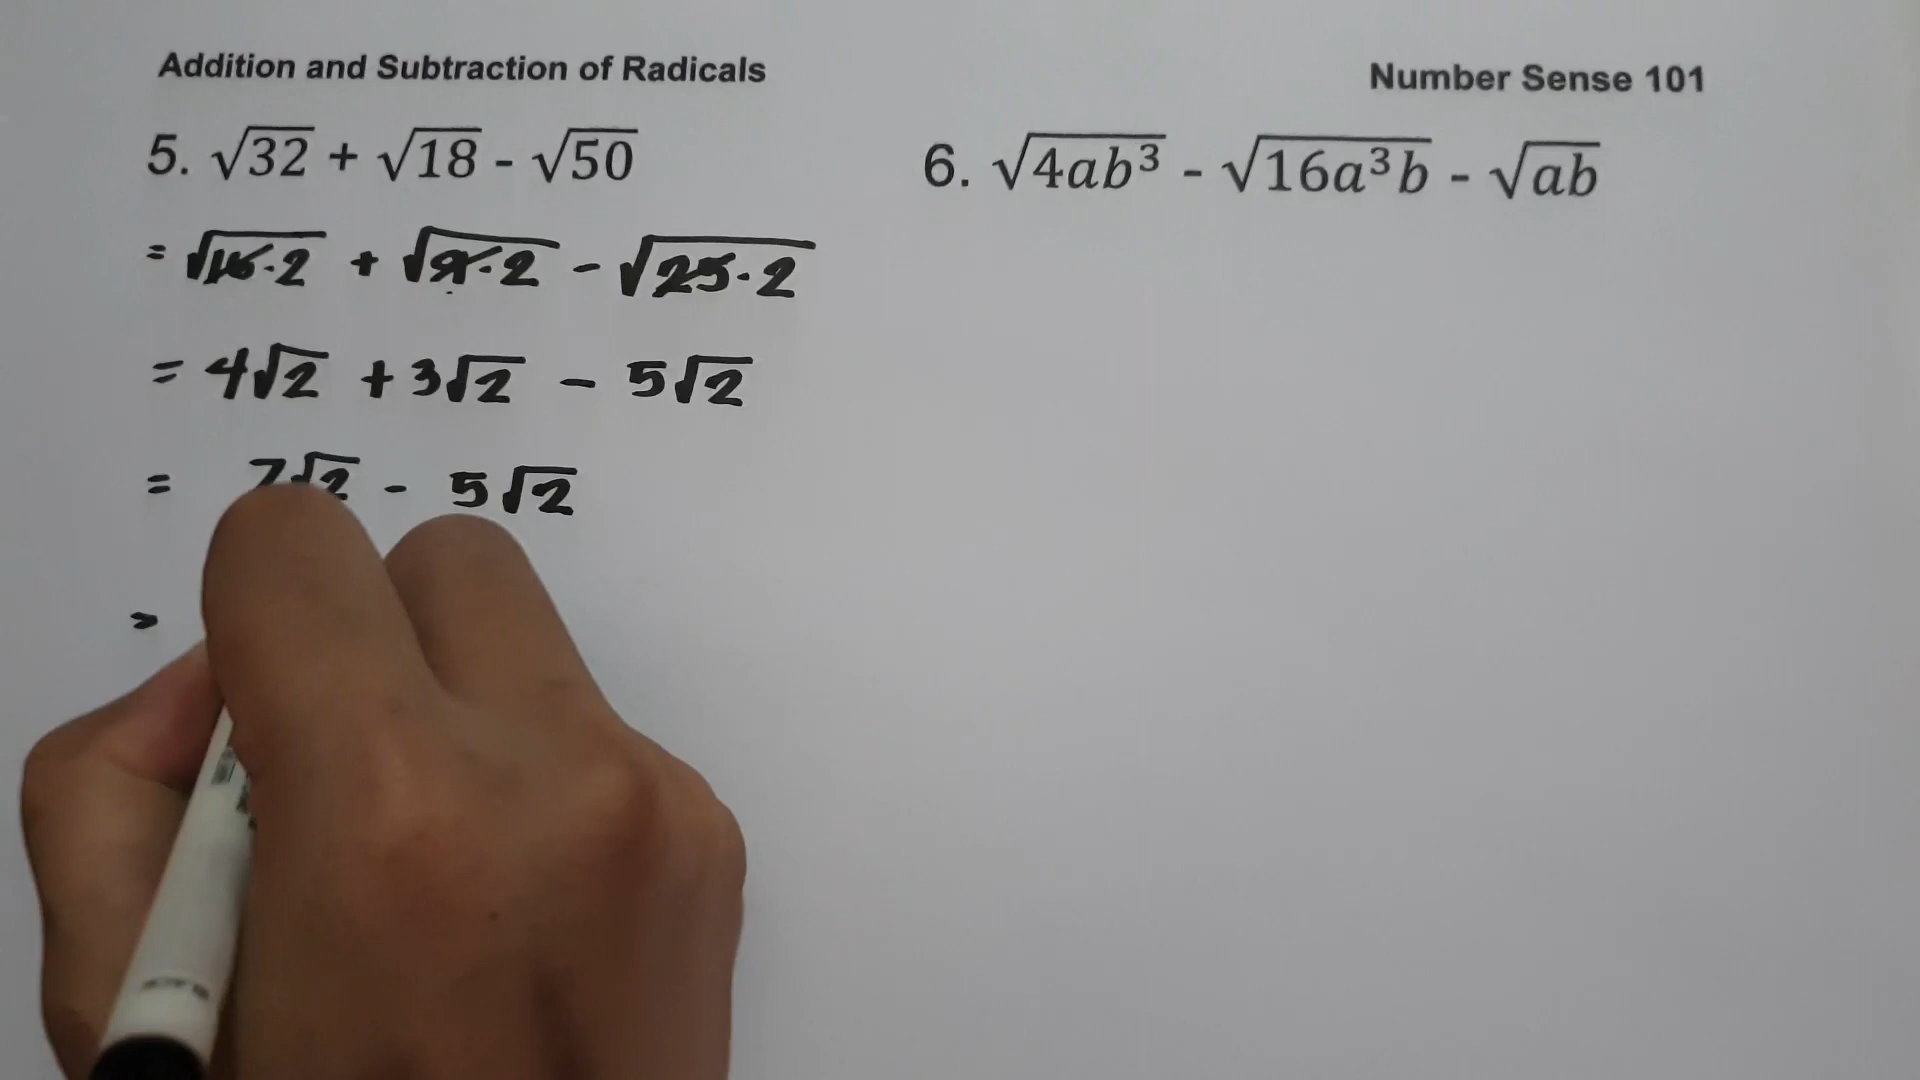 Addition and Subtraction of Radicals
Number Sense 101
5. √32 + √18 - √50
6. √4ab³ - √16a³b - √ab
= √16·2 + √9·2 - √25·2
= 4√2 + 3√2 - 5√2
= 7√2 - 5√2
=